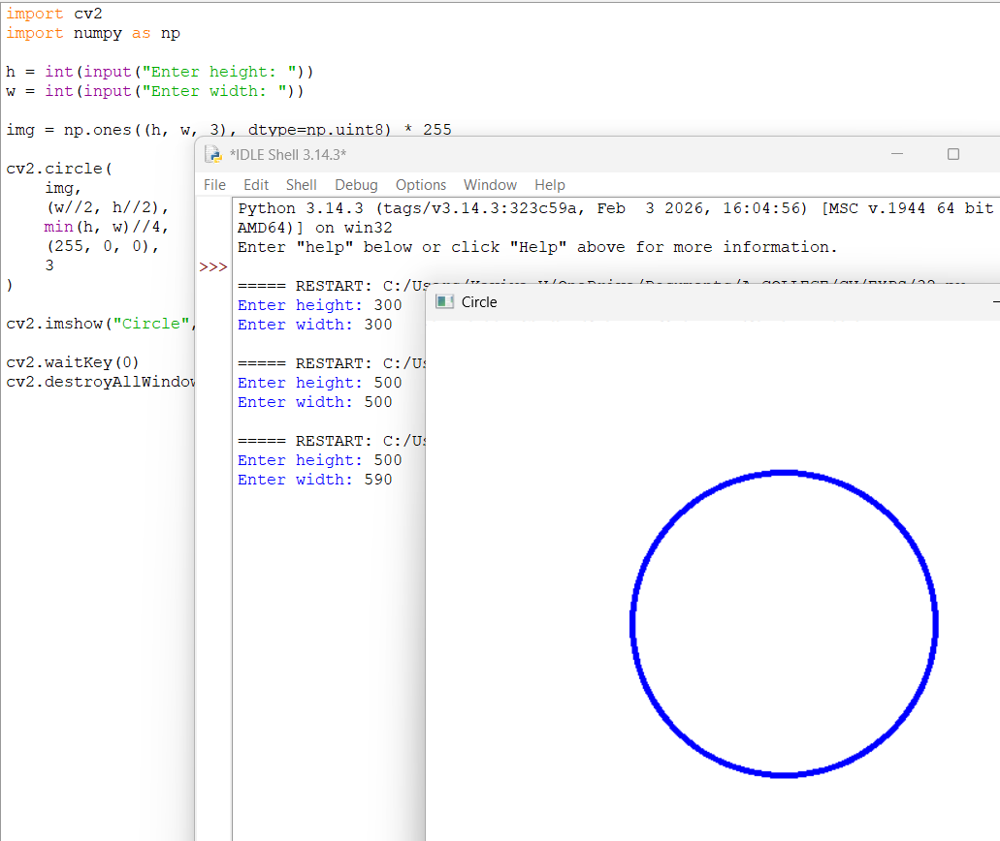 import cv2
import numpy as np
h = int(input("Enter height: "))
w = int(input("Enter width: "))
img = np.ones((h, w, 3), dtype=np.uint8) * 255
cv2.circle(
    img,
    (w//2, h//2),
    min(h, w)//4,
    (255, 0, 0),
    3
)
cv2.imshow("Circle",
cv2.waitKey(0)
cv2.destroyAllWindow
*IDLE Shell 3.14.3*
File Edit Shell Debug Options Window Help
Python 3.14.3 (tags/v3.14.3:323c59a, Feb  3 2026, 16:04:56) [MSC v.1944 64 bit
AMD64)] on win32
Enter "help" below or click "Help" above for more information.
>>>
===== RESTART: C:/Users/
Enter height: 300
Enter width: 300
===== RESTART: C:/Us
Enter height: 500
Enter width: 500
===== RESTART: C:/Us
Enter height: 500
Enter width: 590
Circle